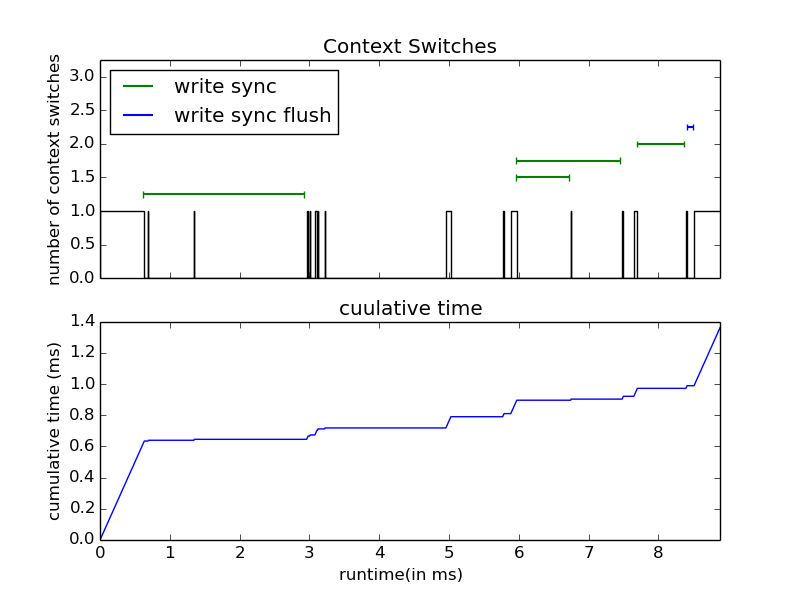 Context Switches
number of context switches
3.0
2.5
2.0
1.5
1.0
0.5
0.0
write sync
write sync flush
cuulative time
cumulative time (ms)
1.4
1.2
1.0
0.8
0.6
0.4
0.2
0.0
0 1 2 3 4 5 6 7 8
runtime(in ms)